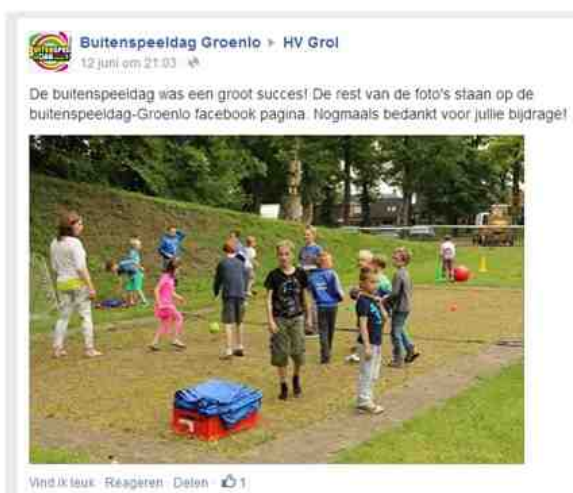 Buitenspeeldag Groenlo ▸ HV Grol
12 juni om 21:03
De buitenspeeldag was een groot succes! De rest van de foto's staan op de
buitenspeeldag-Groenlo facebook pagina. Nogmaals bedankt voor jullie bijdrage!
Vind ik leuk · Reageren · Delen · 1